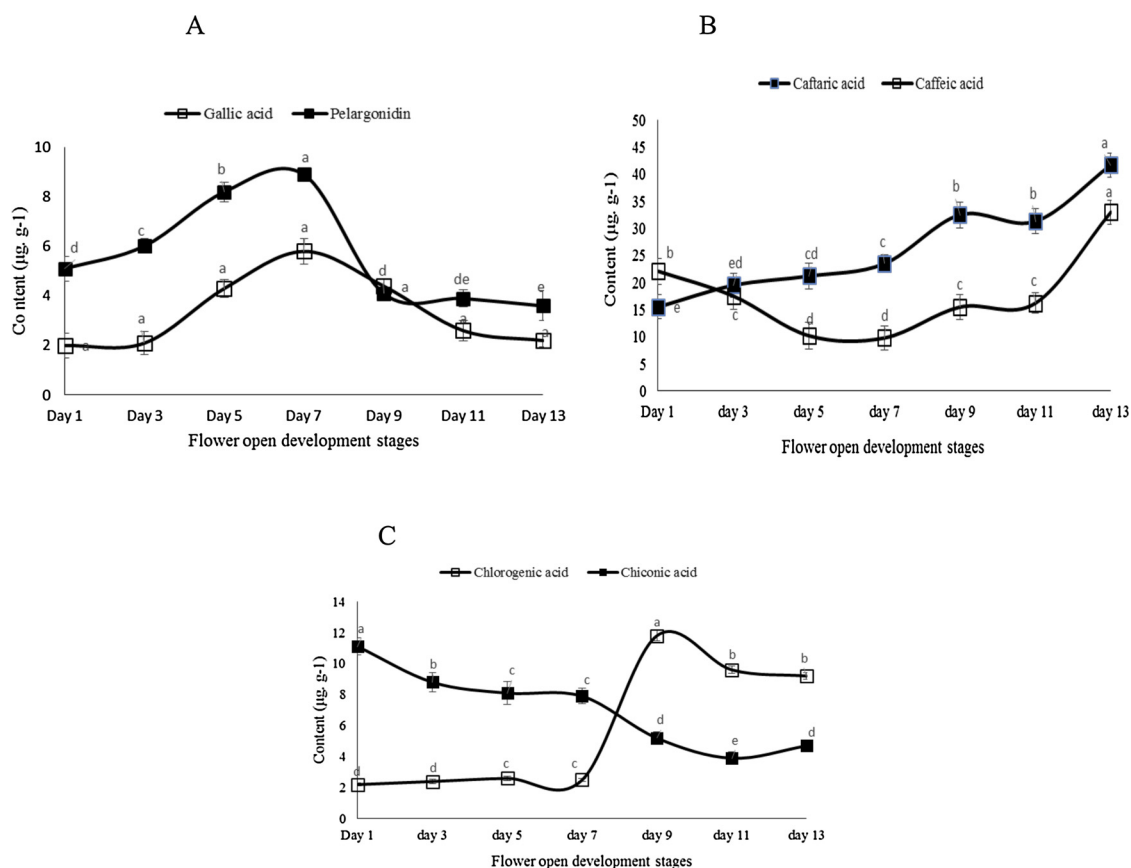 A
Gallic acid Pelargonidin
Co ntent (µg. g-1)
10
8
6
4
2
0
d c b a d de e
a a a a a a a
Day 1 Day 3 Day 5 Day 7 Day 9 Day 11 Day 13
Flower open development stages
B
Caftaric acid Caffeic acid
Content (µg. g-1)
50
45
40
35
30
25
20
15
10
5
0
e ed cd c b b a
b c d d c c a
Day 1 day 3 day 5 day 7 day 9 day 11 day 13
Flower open development stages
C
Chlorogenic acid Chiconic acid
Content (µg. g-1)
14
12
10
8
6
4
2
0
a b c c d e d
d d c c a b b
Day 1 day 3 day 5 day 7 day 9 day 11 day 13
Flower open development stages